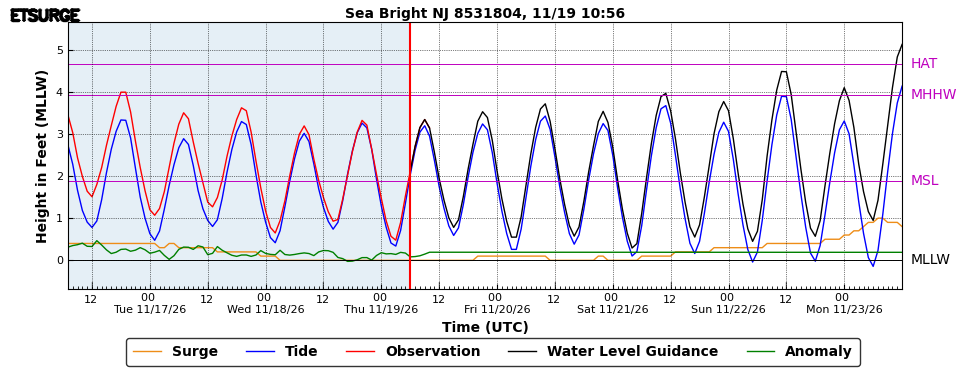 ETSURGE
Sea Bright NJ 8531804, 11/19 10:56
Height in Feet (MLLW)
5
4
3
2
1
0
HAT
MHHW
MSL
MLLW
12 00 12 00 12 00 12 00 12 00 12 00 12 00
Tue 11/17/26 Wed 11/18/26 Thu 11/19/26 Fri 11/20/26 Sat 11/21/26 Sun 11/22/26 Mon 11/23/26
Time (UTC)
Surge Tide Observation Water Level Guidance Anomaly